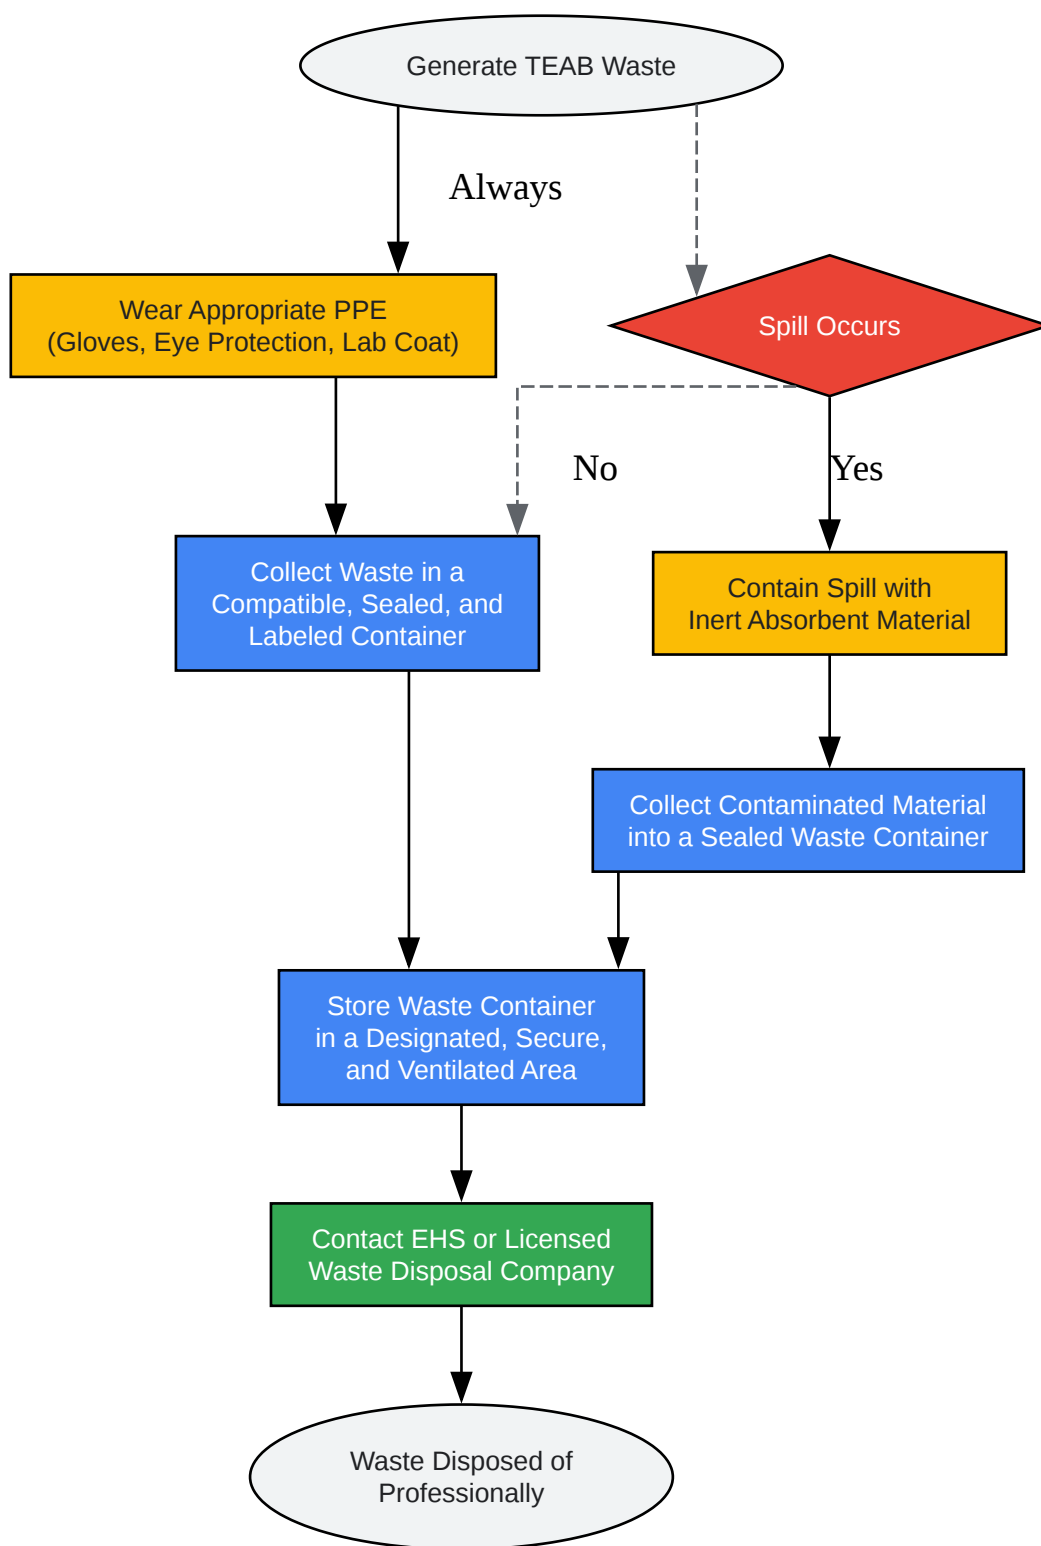 Generate TEAB Waste
Always
Wear Appropriate PPE
(Gloves, Eye Protection, Lab Coat)
Spill Occurs
No
Yes
Collect Waste in a
Compatible, Sealed, and
Labeled Container
Contain Spill with
Inert Absorbent Material
Collect Contaminated Material
into a Sealed Waste Container
Store Waste Container
in a Designated, Secure,
and Ventilated Area
Contact EHS or Licensed
Waste Disposal Company
Waste Disposed of
Professionally